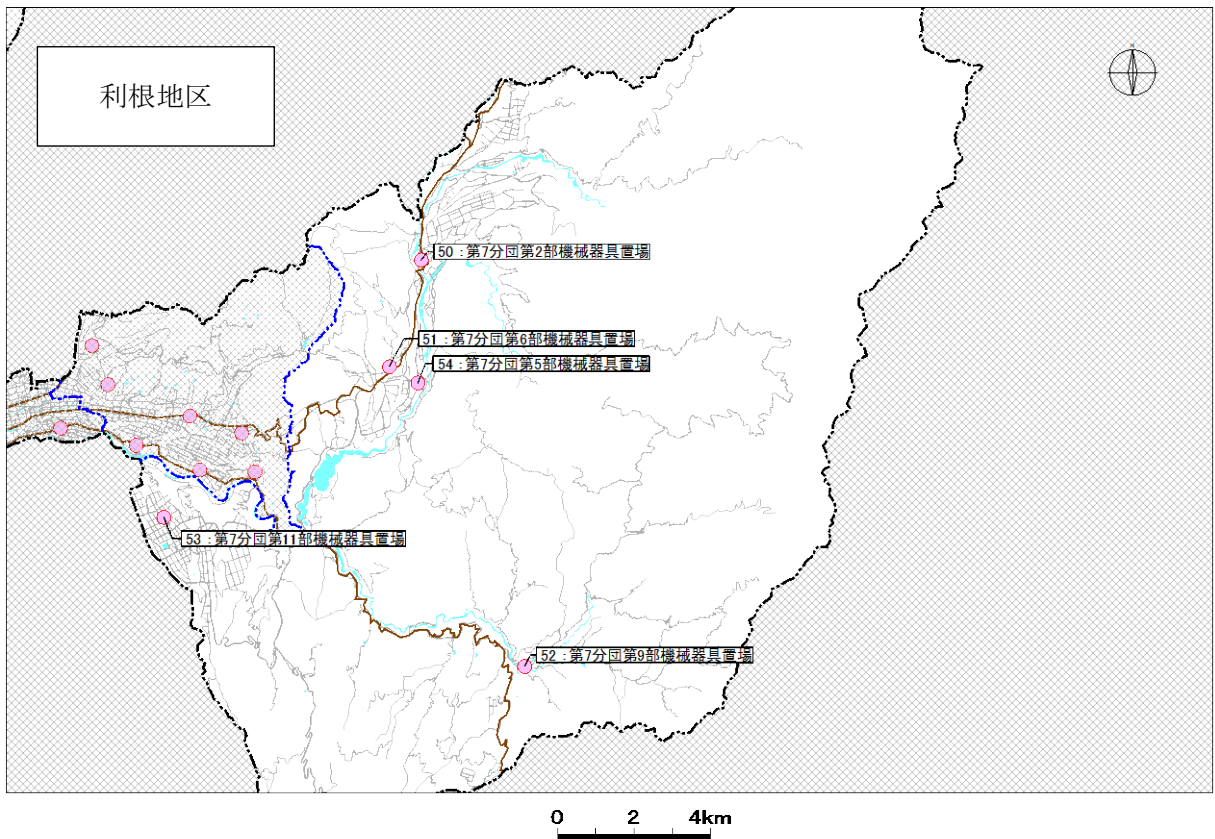 利根地区
N
50：第7分団第2部機械器具置場
51：第7分団第6部機械器具置場
54：第7分団第5部機械器具置場
53：第7分団第11部機械器具置場
52：第7分団第9部機械器具置場
0 2 4km